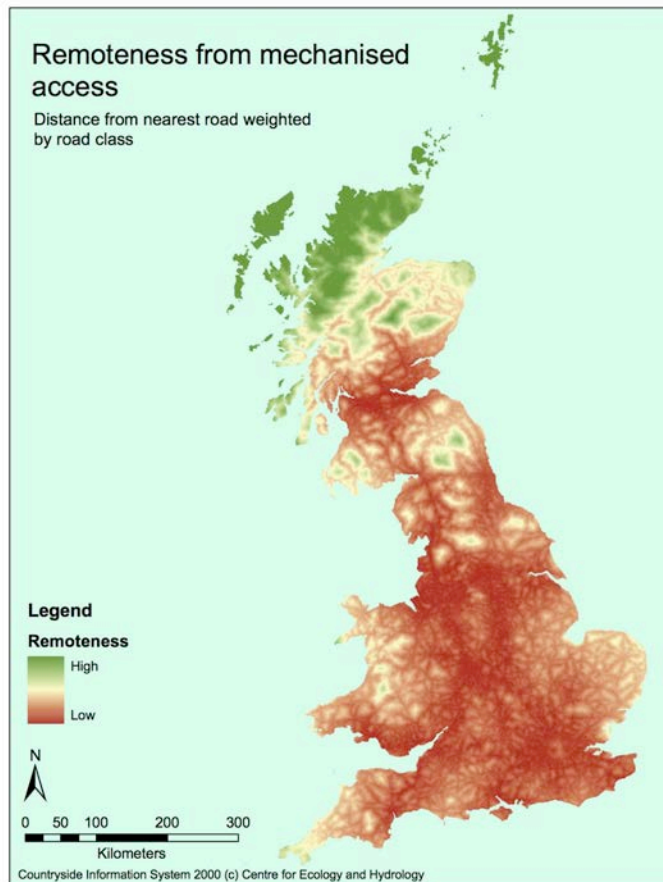 Remoteness from mechanised
access
Distance from nearest road weighted
by road class
Legend
Remoteness
High
Low
N
0 50 100 200 300
Kilometers
Countryside Information System 2000 (c) Centre for Ecology and Hydrology